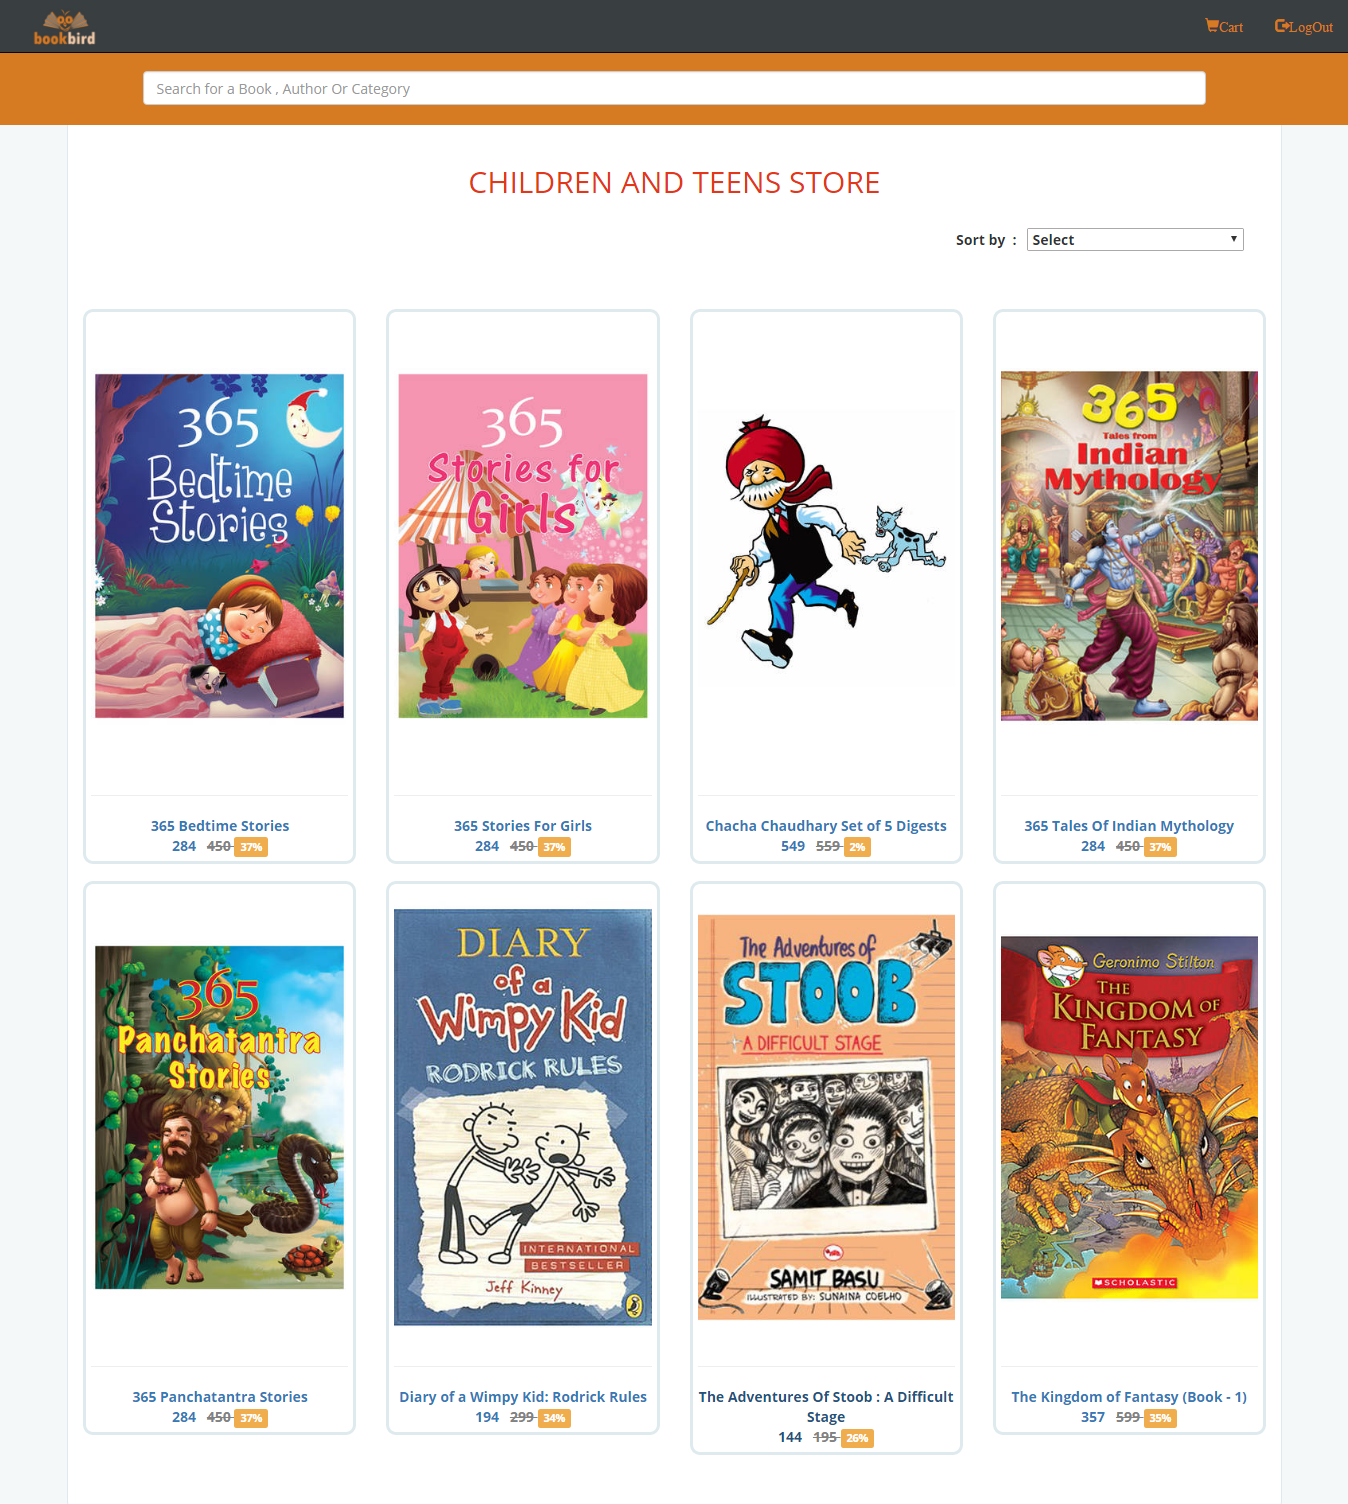 bookbird
Cart
LogOut
Search for a Book , Author Or Category
CHILDREN AND TEENS STORE
Sort by :
Select
365
Bedtime
Stories
365
Stories for
Girls
365
Tales from
Indian
Mythology
365 Bedtime Stories
284 450 37%
365 Stories For Girls
284 450 37%
Chacha Chaudhary Set of 5 Digests
549 559 2%
365 Tales Of Indian Mythology
284 450 37%
365
Panchatantra
Stories
DIARY
of a
Wimpy Kid
RODRICK RULES
INTERNATIONAL
BESTSELLER
Jeff Kinney
The Adventures of
STOOB
A DIFFICULT STAGE
SAMIT BASU
ILLUSTRATED BY: SUNAINA COELHO
Geronimo Stilton
THE
KINGDOM OF
FANTASY
SCHOLASTIC
365 Panchatantra Stories
284 450 37%
Diary of a Wimpy Kid: Rodrick Rules
194 299 34%
The Adventures Of Stoob : A Difficult
Stage
144 195 26%
The Kingdom of Fantasy (Book - 1)
357 599 35%